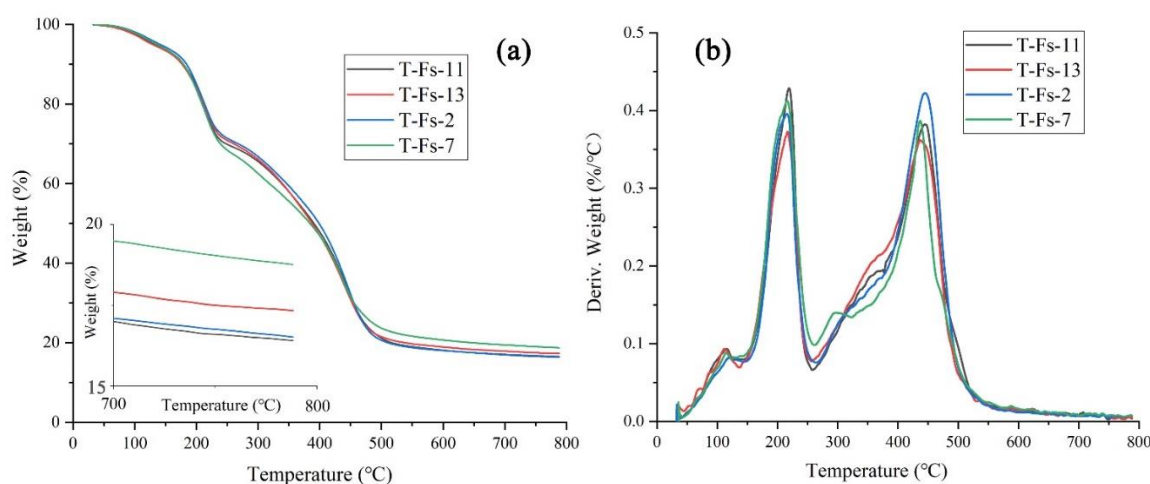 (a)
T-Fs-11
T-Fs-13
T-Fs-2
T-Fs-7
Weight (%)
100
80
60
40
20
0
0
100
200
300
400
500
600
700
800
Temperature (℃)
20
15
Weight (%)
700
800
Temperature (℃)
(b)
T-Fs-11
T-Fs-13
T-Fs-2
T-Fs-7
Deriv. Weight (%/℃)
0.5
0.4
0.3
0.2
0.1
0.0
0
100
200
300
400
500
600
700
800
Temperature (℃)